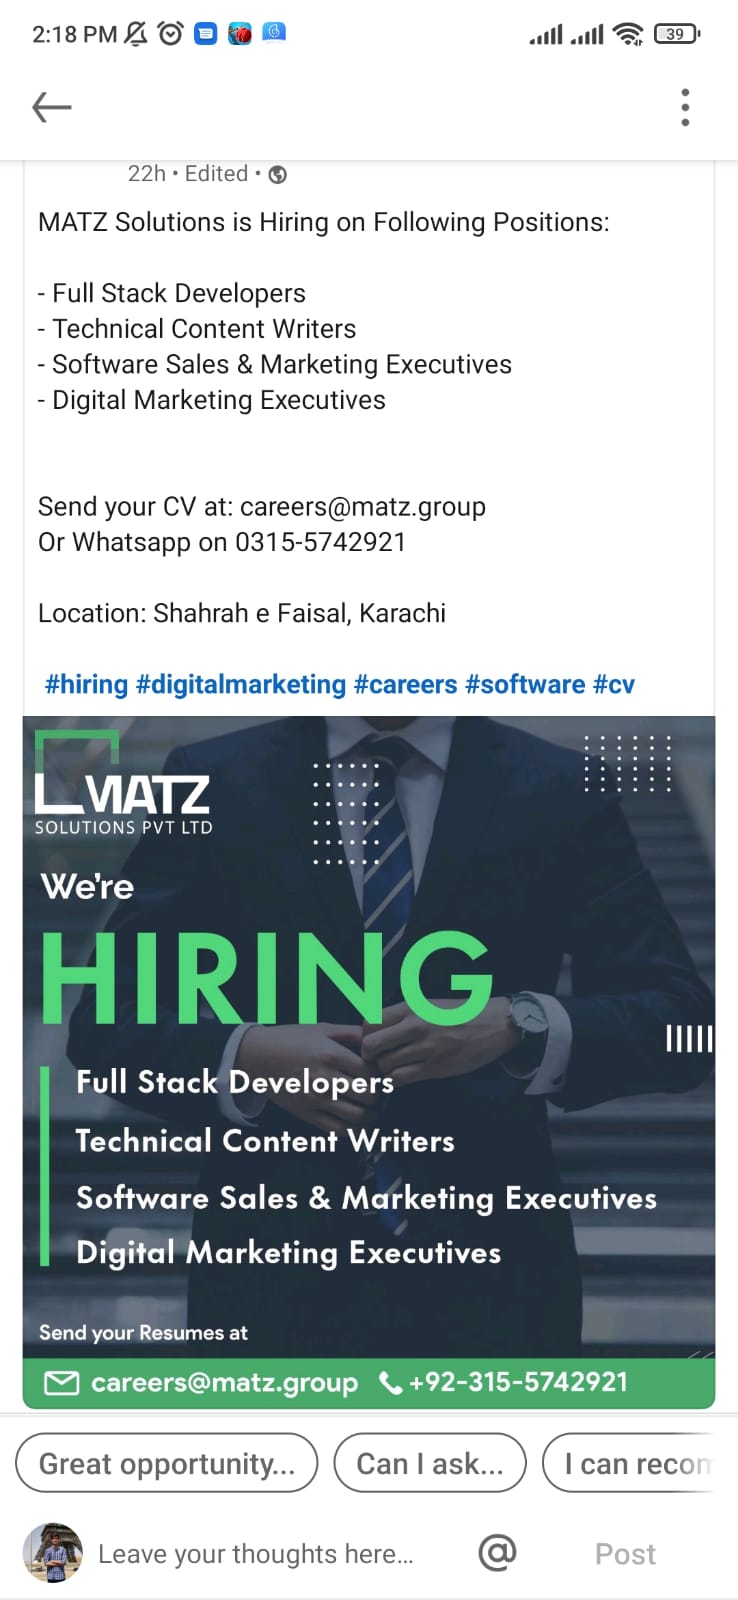 2:18 PM
39
22h • Edited •
MATZ Solutions is Hiring on Following Positions:
- Full Stack Developers
- Technical Content Writers
- Software Sales & Marketing Executives
- Digital Marketing Executives
Send your CV at: careers@matz.group
Or Whatsapp on 0315-5742921
Location: Shahrah e Faisal, Karachi
#hiring #digitalmarketing #careers #software #cv
MATZ
SOLUTIONS PVT LTD
We're
HIRING
Full Stack Developers
Technical Content Writers
Software Sales & Marketing Executives
Digital Marketing Executives
Send your Resumes at
careers@matz.group +92-315-5742921
Great opportunity... Can I ask... I can recom
Leave your thoughts here... @ Post